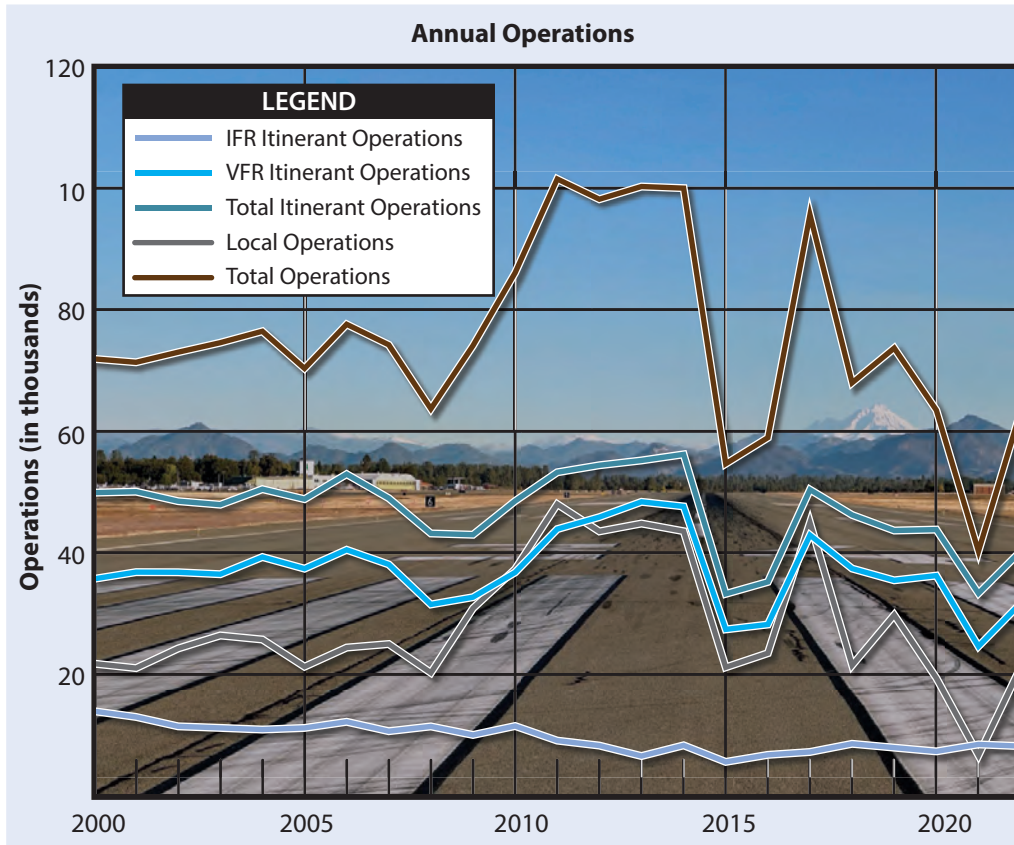 Annual Operations
120
LEGEND
IFR Itinerant Operations
VFR Itinerant Operations
Total Itinerant Operations
Local Operations
Total Operations
10
80
60
40
20
Operations (in thousands)
2000 2005 2010 2015 2020